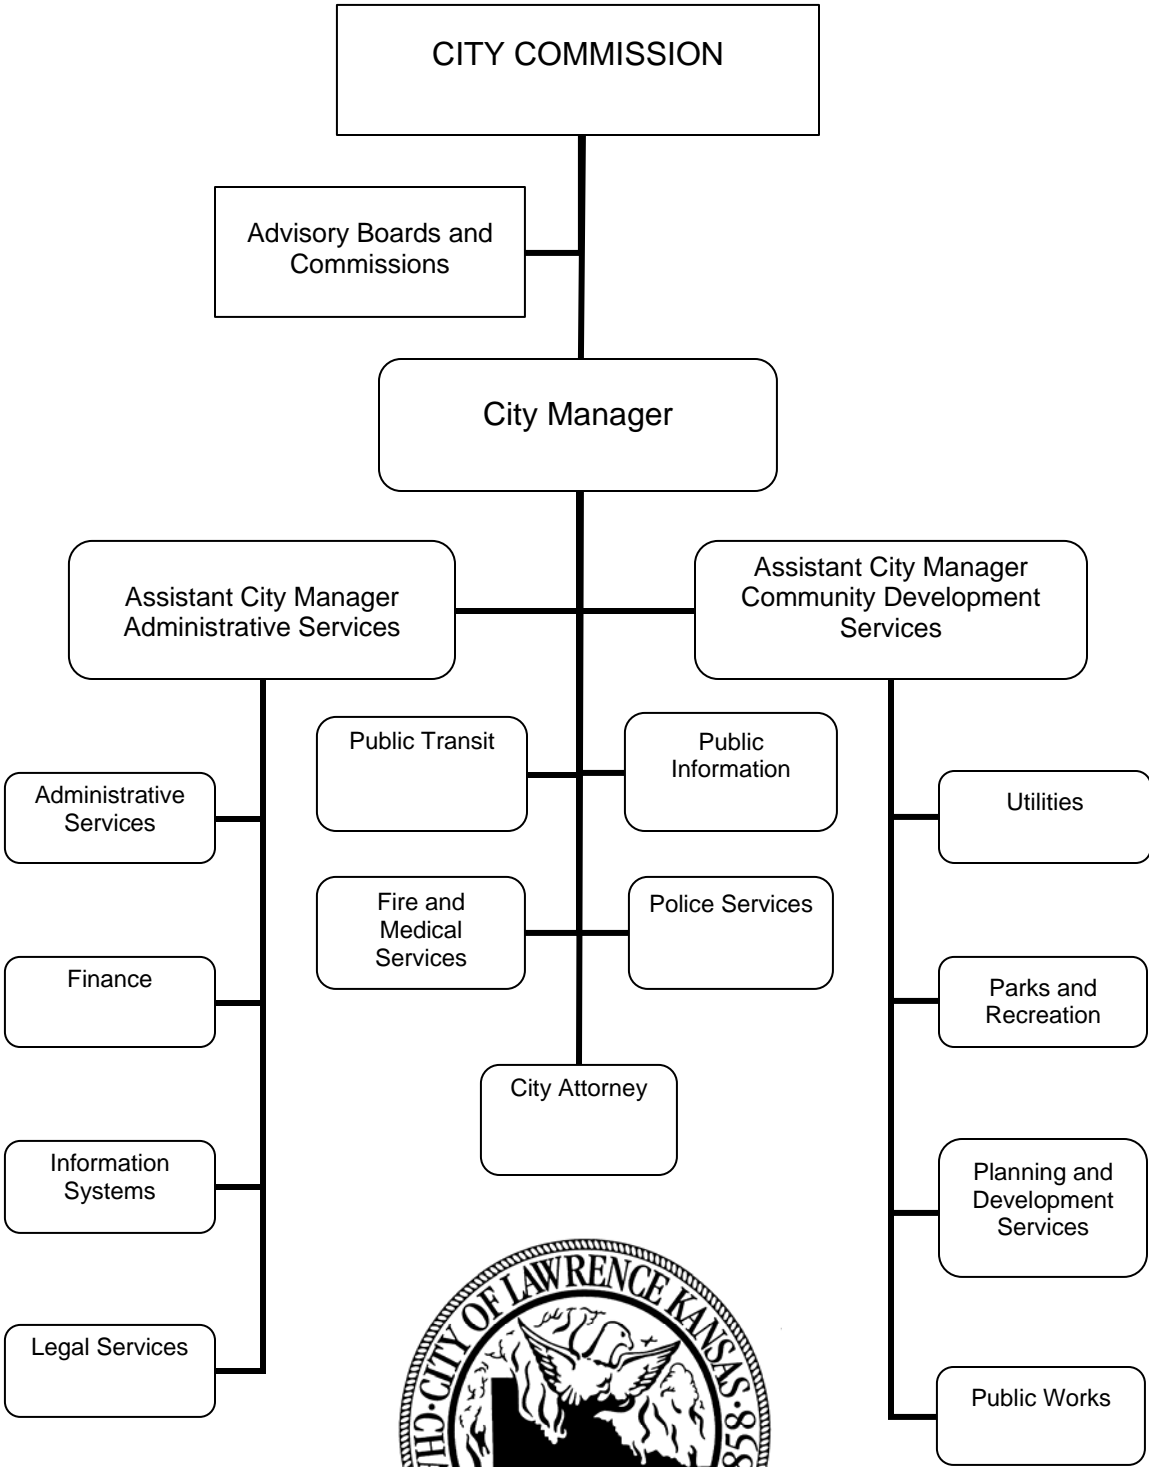 CITY COMMISSION
Advisory Boards and
Commissions
City Manager
Assistant City Manager
Administrative Services
Assistant City Manager
Community Development
Services
Public Transit
Public
Information
Administrative
Services
Utilities
Fire and
Medical
Services
Police Services
Finance
Parks and
Recreation
City Attorney
Information
Systems
Planning and
Development
Services
Legal Services
Public Works
CITY OF LAWRENCE KANSAS